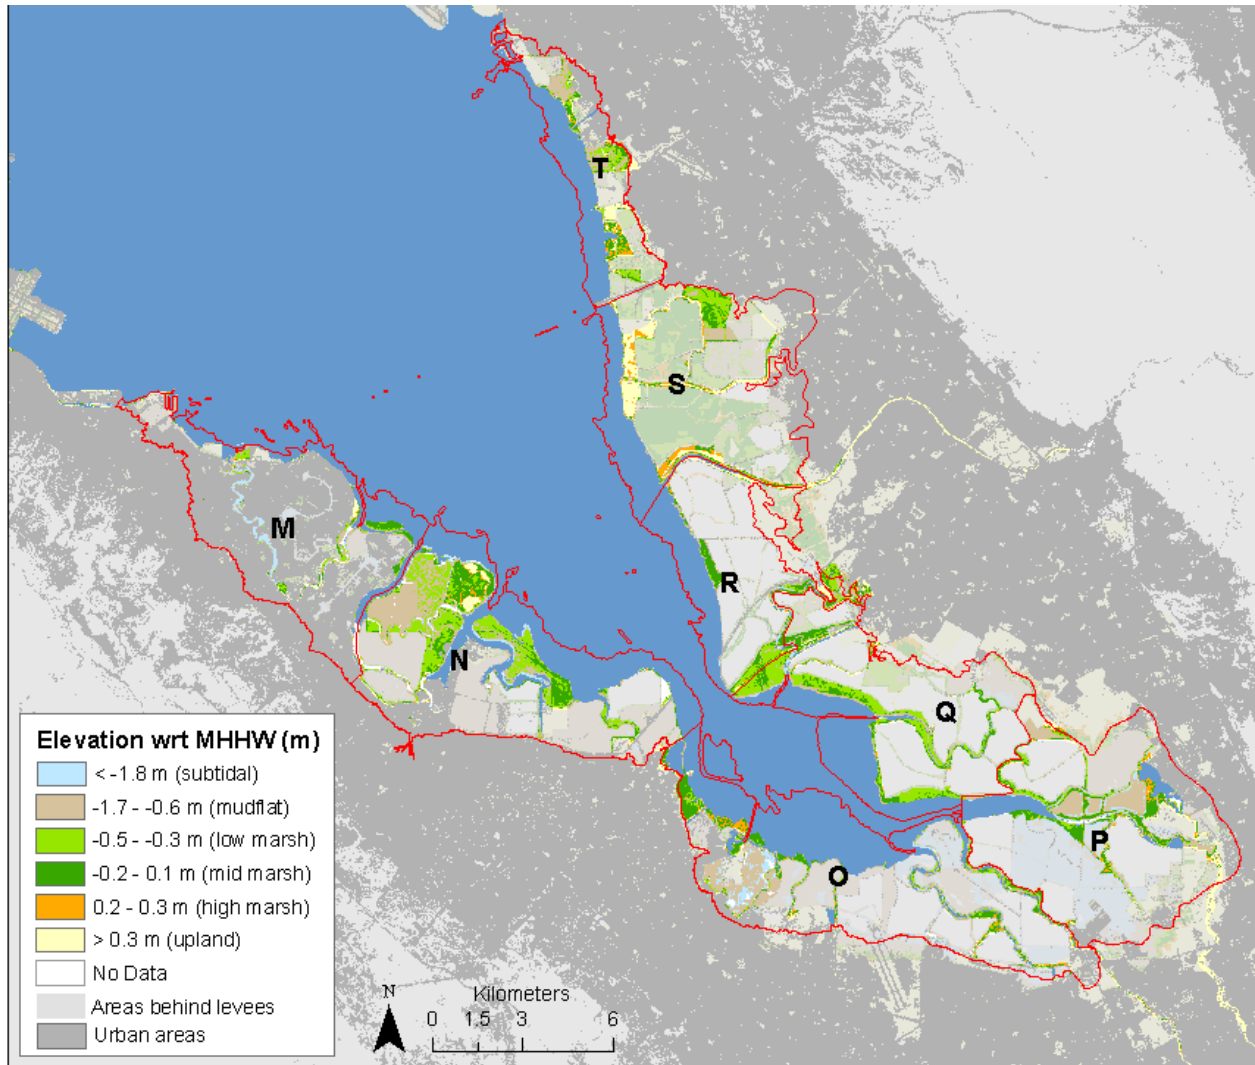 T
S
M
R
N
Q
P
O
Elevation wrt MHHW (m)
< -1.8 m (subtidal)
-1.7 - -0.6 m (mudflat)
-0.5 - -0.3 m (low marsh)
-0.2 - 0.1 m (mid marsh)
0.2 - 0.3 m (high marsh)
> 0.3 m (upland)
No Data
Areas behind levees
Urban areas
N
Kilometers
0 1.5 3 6